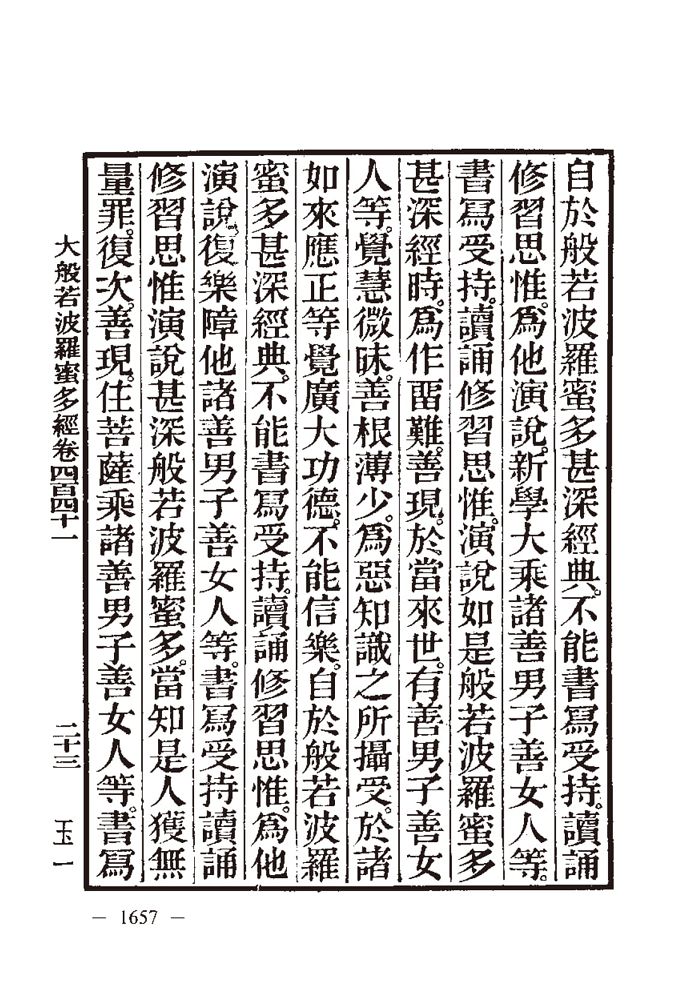 自於般若波羅蜜多甚深經典。不能書寫受持。讀誦
修習思惟。爲他演說。新學大乘諸善男子善女人等。
書寫受持。讀誦修習思惟。演說如是般若波羅蜜多
甚深經時。爲作畱難。善現。於當來世。有善男子善女
人等。覺慧微昧。善根薄少。爲惡知識之所攝受。於諸
如來應正等覺廣大功德。不能信樂。自於般若波羅
蜜多甚深經典。不能書寫受持。讀誦修習思惟。爲他
演說。復樂障他諸善男子善女人等。書寫受持讀誦
修習思惟演說甚深般若波羅蜜多。當知是人獲無
量罪。復次。善現。住菩薩乘諸善男子善女人等。書寫
大般若波羅蜜多經卷四百四十一
二十三
玉一
— 1657 —